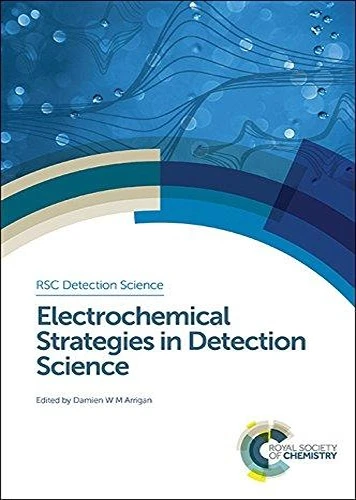 RSC Detection Science
Electrochemical
Strategies in Detection
Science
Edited by Damien W M Arrigan
ROYAL SOCIETY
OF CHEMISTRY